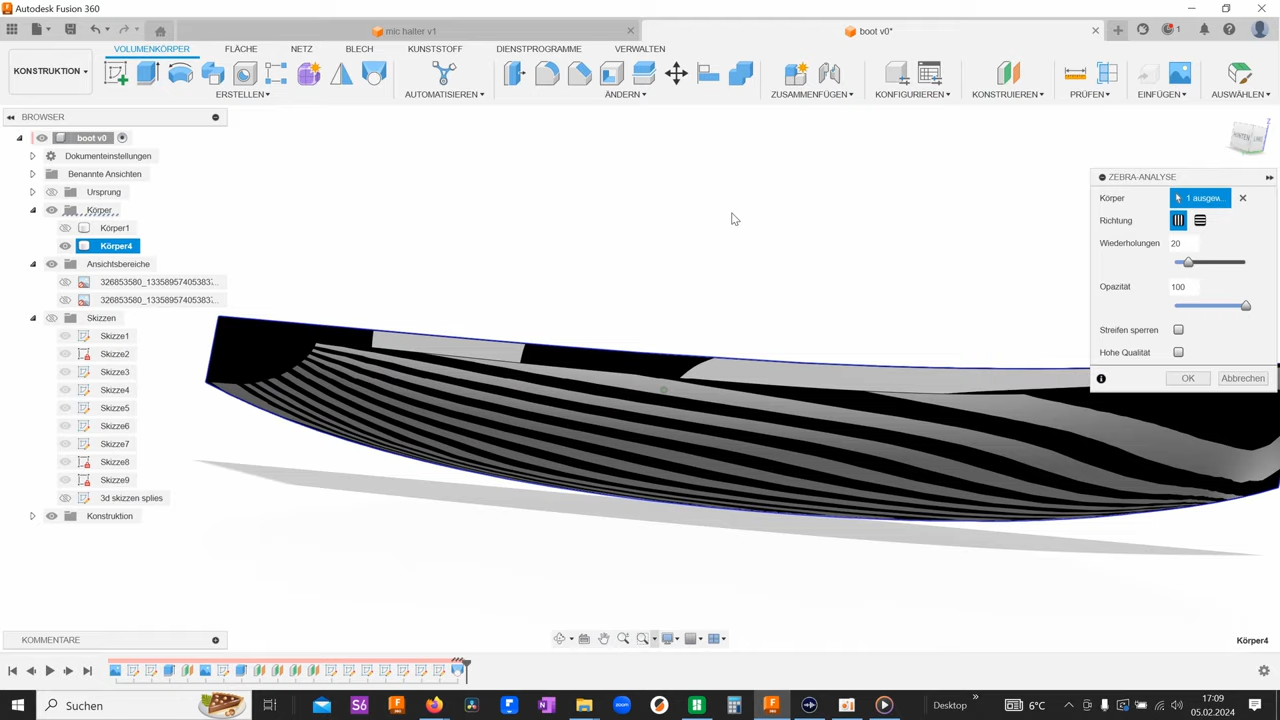 Autodesk Fusion 360
mic halter v1
boot v0*
1
KONSTRUKTION
VOLUMENKÖRPER
FLÄCHE
NETZ
BLECH
KUNSTSTOFF
DIENSTPROGRAMME
VERWALTEN
ERSTELLEN
AUTOMATISIEREN
ÄNDERN
ZUSAMMENFÜGEN
KONFIGURIEREN
KONSTRUIEREN
PRÜFEN
EINFÜGEN
AUSWÄHLEN
BROWSER
boot v0
Dokumenteinstellungen
Benannte Ansichten
Ursprung
Körper
Körper1
Körper4
Ansichtsbereiche
326853580_133589574053837...
326853580_133589574053837...
Skizzen
Skizze1
Skizze2
Skizze3
Skizze4
Skizze5
Skizze6
Skizze7
Skizze8
Skizze9
3d skizzen splies
Konstruktion
HINTEN
Z
ZEBRA-ANALYSE
Körper 1 ausgew...
Richtung
Wiederholungen 20
Opazität 100
Streifen sperren
Hohe Qualität
OK Abbrechen
KOMMENTARE
Körper4
Suchen
Desktop
6°C
17:09
05.02.2024